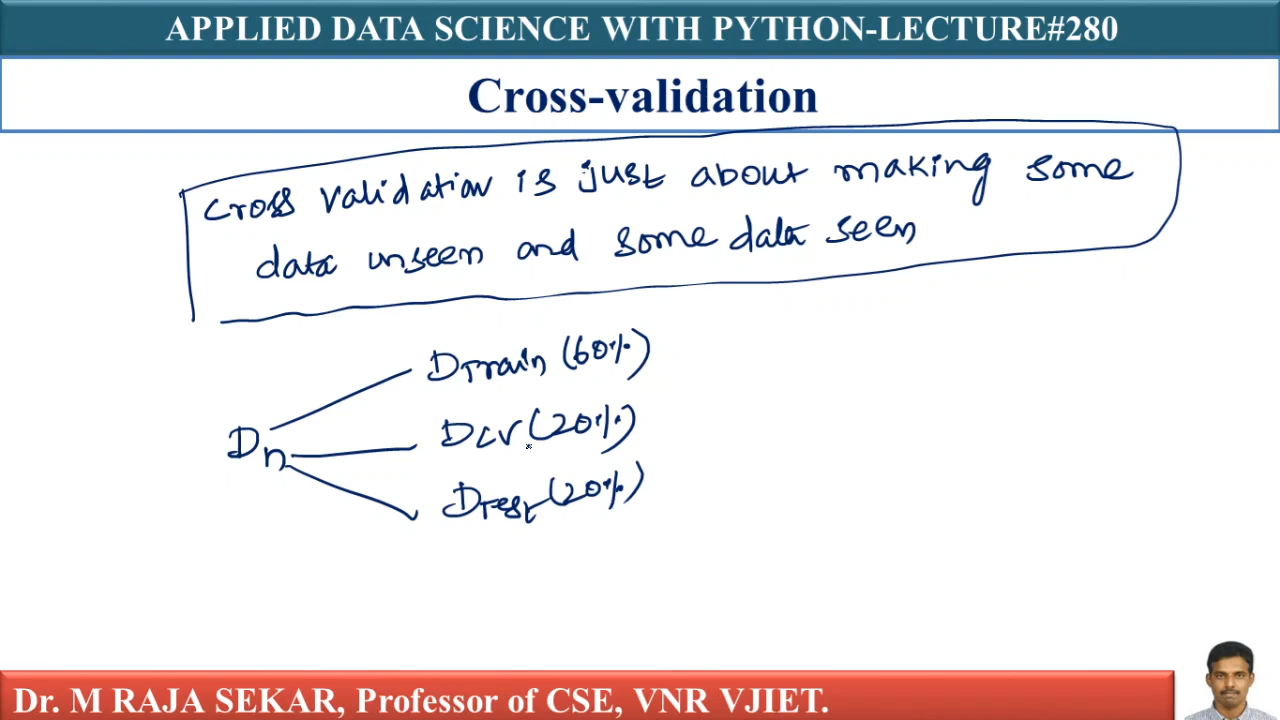 APPLIED DATA SCIENCE WITH PYTHON-LECTURE#280
Cross-validation
Cross validation is just about making some
data unseen and some data seen
DTrain (60%)
Dn
DCV (20%)
DTest (20%)
Dr. M RAJA SEKAR, Professor of CSE, VNR VJIET.